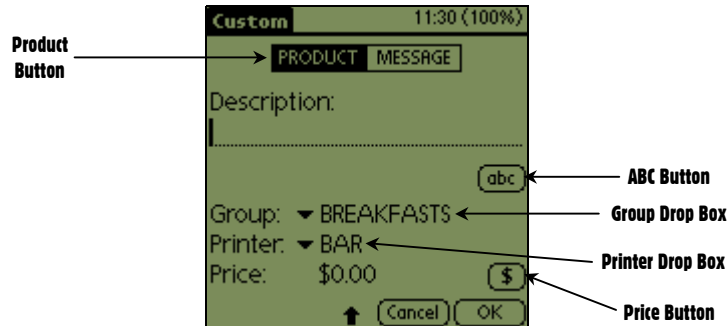 Custom 11:30 (100%)
Product
Button
PRODUCT MESSAGE
Description:
abc
ABC Button
Group: BREAKFASTS
Group Drop Box
Printer: BAR
Printer Drop Box
Price: $0.00 $
Price Button
Cancel OK